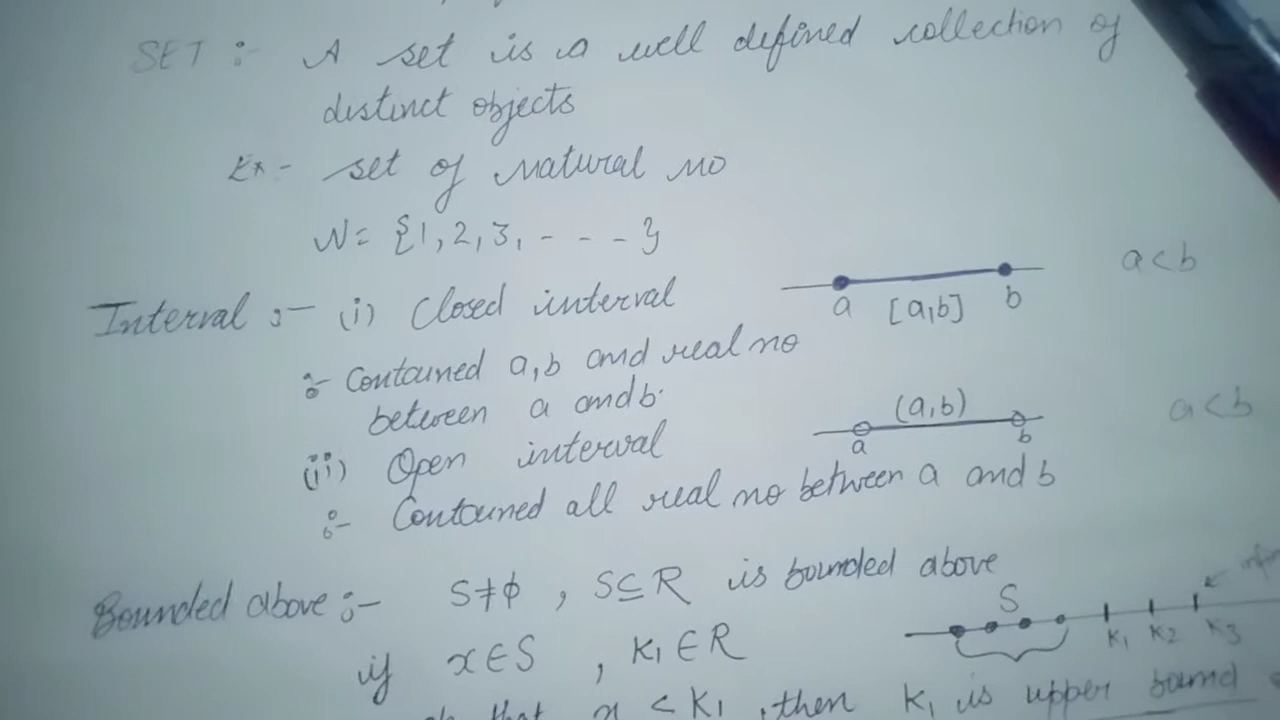 SET :- A set is a well defined collection of
distinct objects
Ex - set of natural no
N = {1, 2, 3, - - - - }
Interval :- (i) Closed interval
a [a,b] b a < b
:- Contained a, b and real no
between a and b.
(ii) Open interval
(a,b) a b a < b
:- Contained all real no between a and b
Bounded above :- S ≠ ϕ , S ⊆ R is bounded above
S K₁ K₂ K₃
if x ∈ S , K₁ ∈ R
that x < K₁ , then K₁ is upper bound